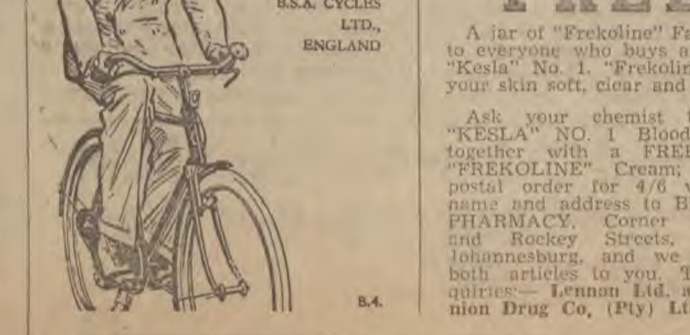 B.S.A. CYCLES
LTD.,
ENGLAND
B.4.
A jar of "Frekoline" Fa
to everyone who buys a
"Kesla" No. 1. "Frekolin
your skin soft, clear and
Ask your chemist
"KESLA" NO. 1 Blood
together with a FREE
"FREKOLINE" Cream;
postal order for 4/6
name and address to B
PHARMACY, Corner
and Rockey Streets,
Johannesburg, and we
both articles to you. T
quiries:— Lennon Ltd. a
nion Drug Co, (Pty) Lt